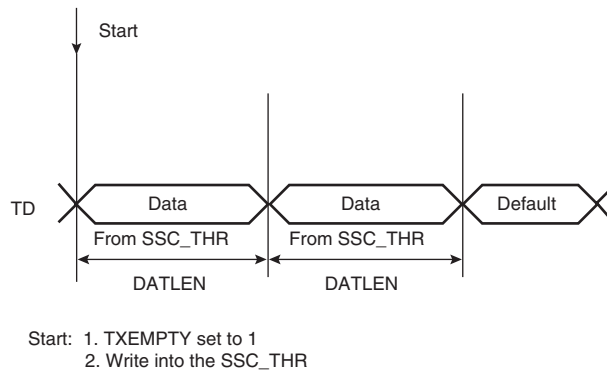 Start
TD
Data
Data
Default
From SSC_THR
From SSC_THR
DATLEN
DATLEN
Start: 1. TXEMPTY set to 1
2. Write into the SSC_THR